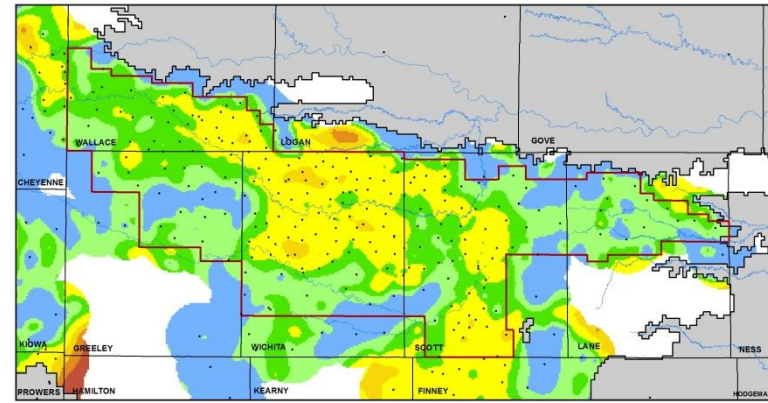 WALLACE
LOGAN
GOVE
CHEYENNE
KIOWA
GREELEY
WICHITA
SCOTT
LANE
NESS
PROWERS
HAMILTON
KEARNY
FINNEY
HODGEMA